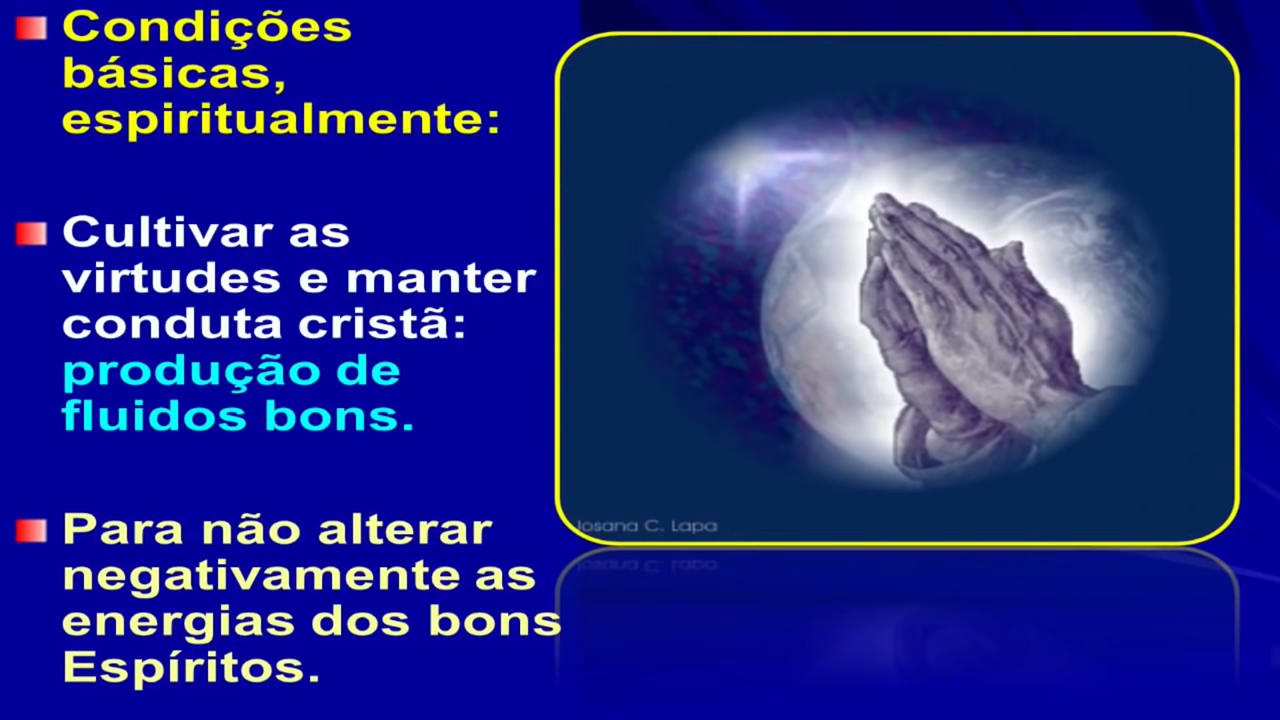 Condições
básicas,
espiritualmente:
Cultivar as
virtudes e manter
conduta cristã:
produção de
fluidos bons.
Para não alterar
negativamente as
energias dos bons
Espíritos.
Josana C. Lapa